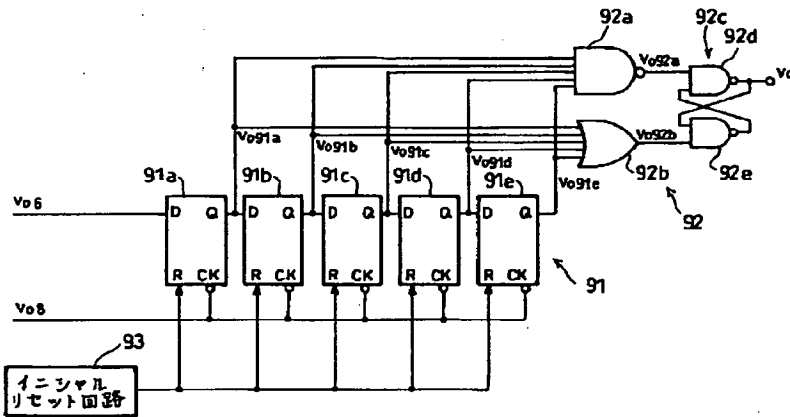 92a
92c
92d
Vo92a
Vo
Vo91a
Vo91b
Vo91c
Vo91d
Vo91e
Vo92b
92b
92e
92
91a
91b
91c
91d
91e
Vo6
D Q D Q D Q D Q D Q
R CK R CK R CK R CK R CK
91
Vo8
93
イニシャル
リセット回路